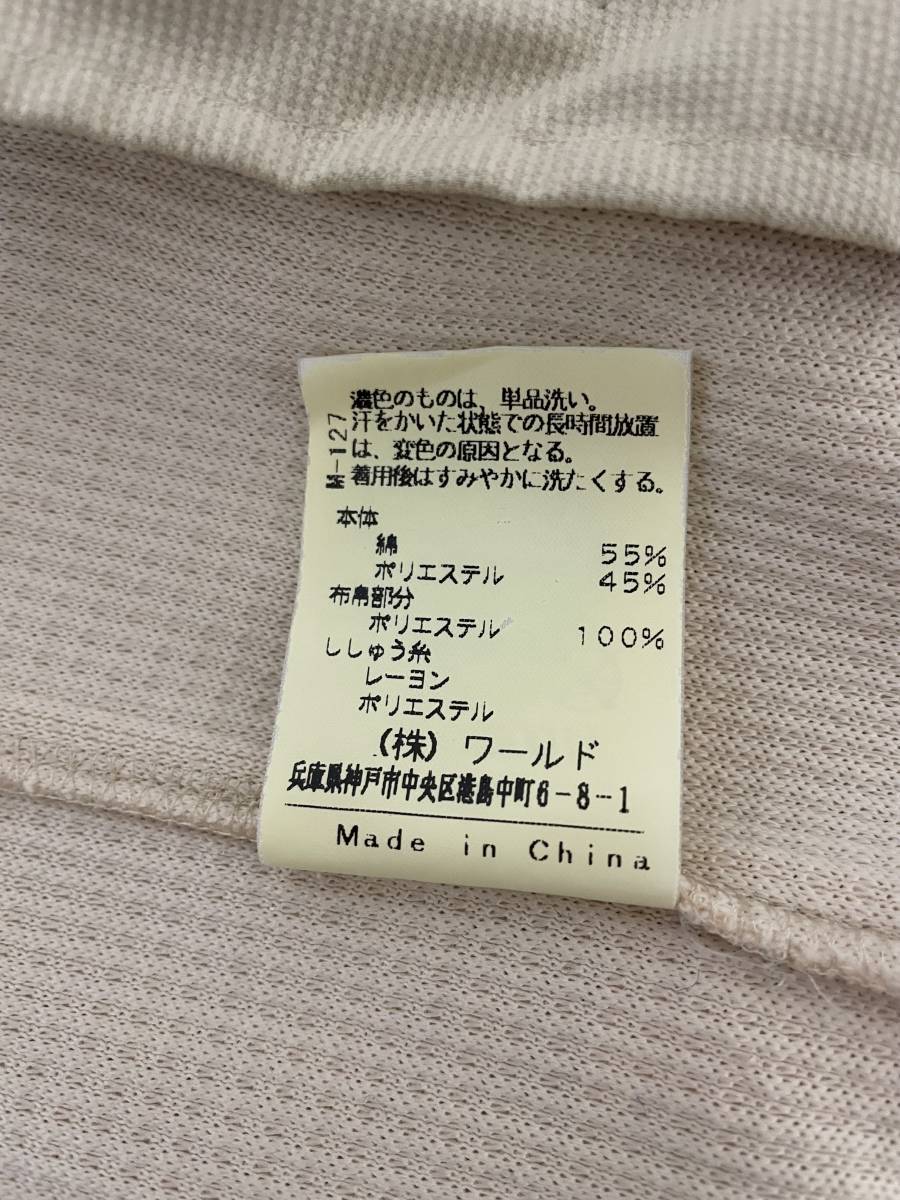 濃色のものは、単品洗い。
汗をかいた状態での長時間放置
は、変色の原因となる。
着用後はすみやかに洗たくする。
M-127
本体
綿 55%
ポリエステル 45%
布帛部分
ポリエステル 100%
ししゅう糸
レーヨン
ポリエステル
(株)ワールド
兵庫県神戸市中央区港島中町6-8-1
Made in China